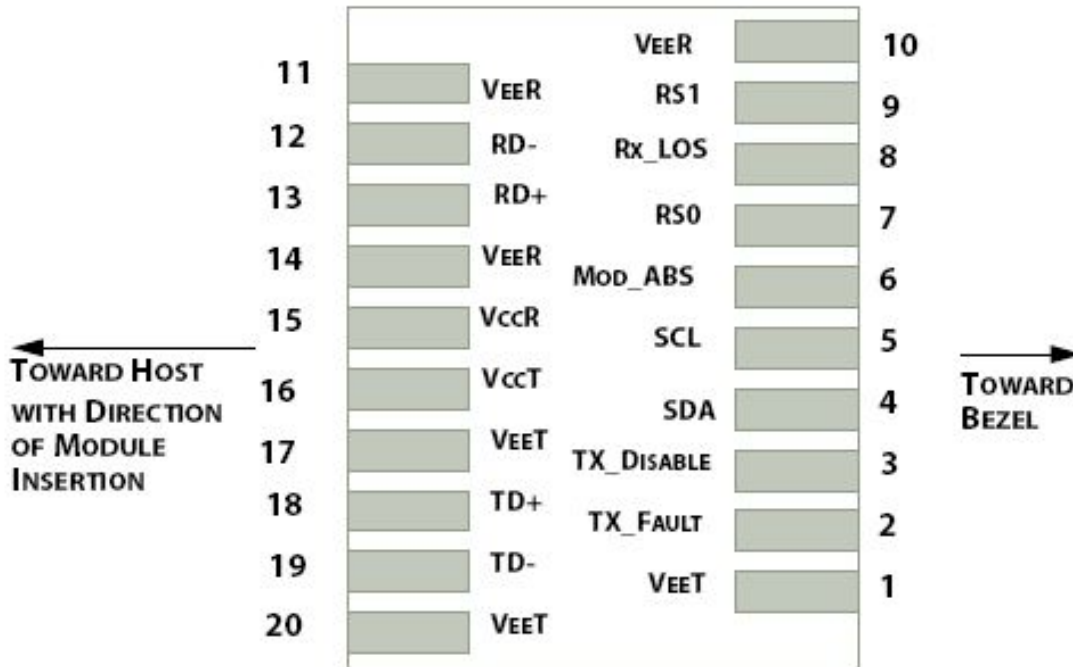 VEER 10
11 VEER
RS1 9
12 RD-
Rx_LOS 8
13 RD+
RS0 7
14 VEER
MOD_ABS 6
15 VCCR
SCL 5
TOWARD HOST
WITH DIRECTION
OF MODULE
INSERTION
TOWARD
BEZEL
16 VCCT
SDA 4
17 VEET
TX_DISABLE 3
18 TD+
TX_FAULT 2
19 TD-
VEET 1
20 VEET